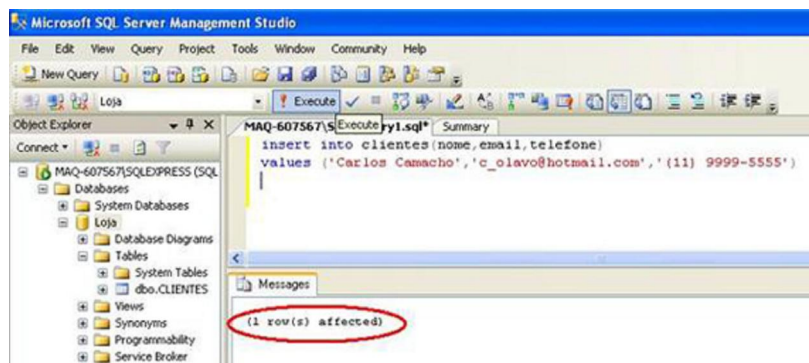 Microsoft SQL Server Management Studio
File Edit View Query Project Tools Window Community Help
New Query
Loja Execute
Object Explorer
MAQ-607567\S ry1.sql* Summary
Execute
Connect
insert into clientes(nome,email,telefone)
values ('Carlos Camacho','c_olavo@hotmail.com','(11) 9999-5555')
MAQ-607567\SQLEXPRESS (SQL
Databases
System Databases
Loja
Database Diagrams
Tables
System Tables
dbo.CLIENTES
Views
Synonyms
Programmability
Service Broker
Messages
(1 row(s) affected)